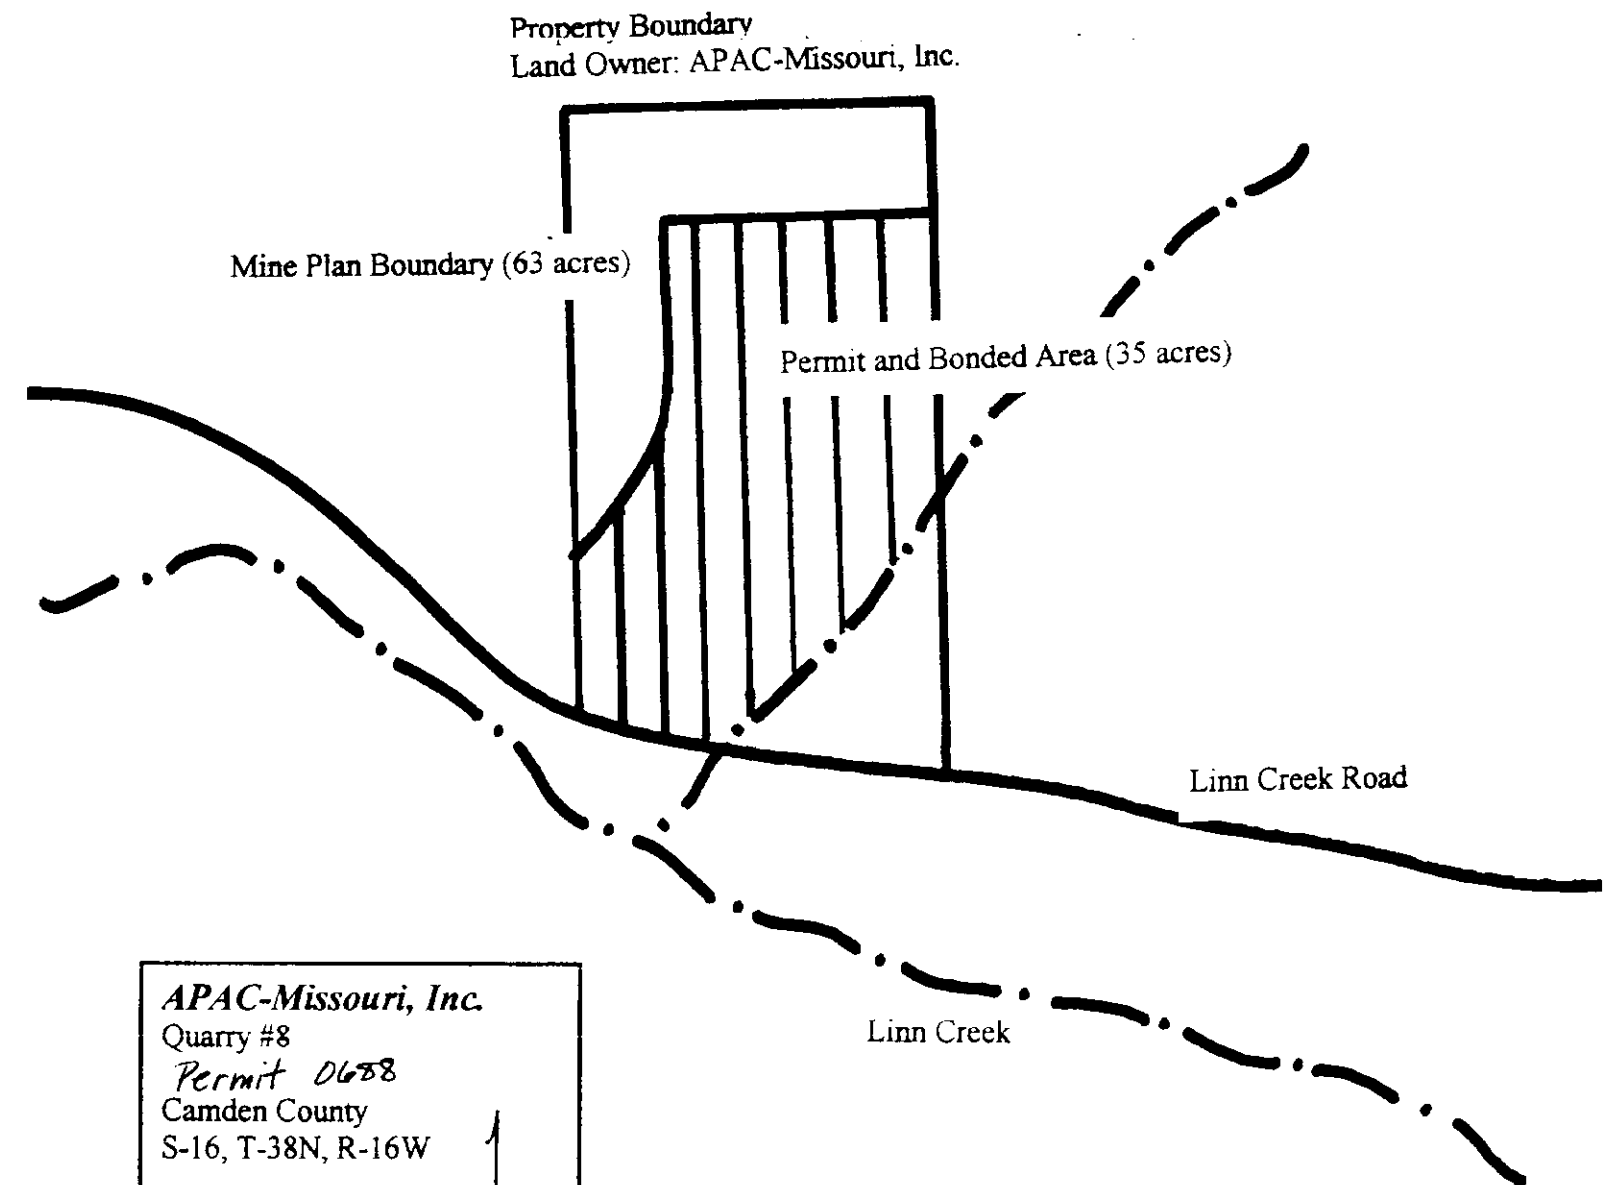 Property Boundary
Land Owner: APAC-Missouri, Inc.
Mine Plan Boundary (63 acres)
Permit and Bonded Area (35 acres)
Linn Creek Road
Linn Creek
APAC-Missouri, Inc.
Quarry #8
Permit 0688
Camden County
S-16, T-38N, R-16W